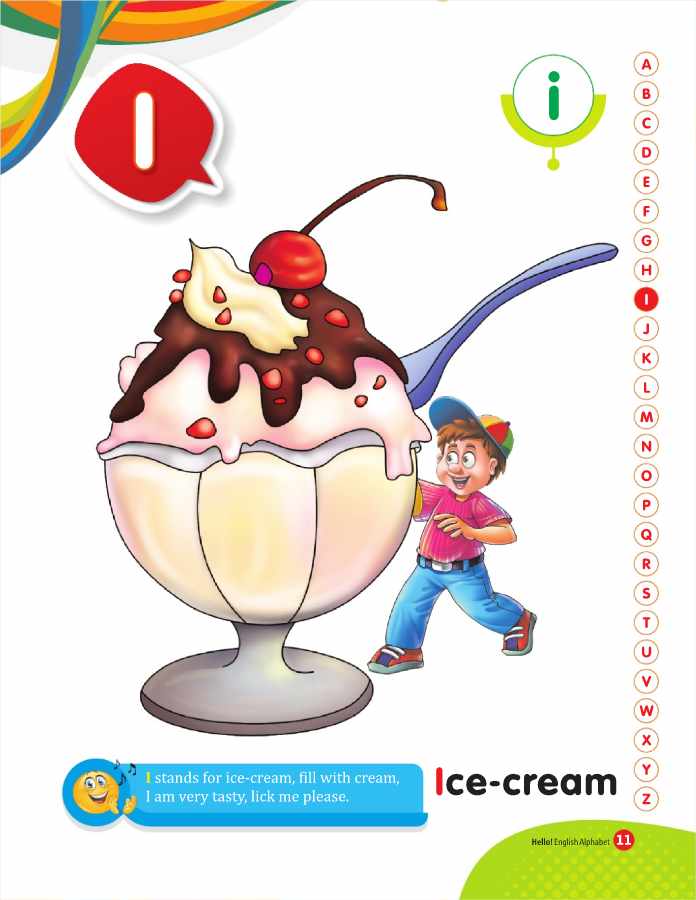 I
i
A
B
C
D
E
F
G
H
I
J
K
L
M
N
O
P
Q
R
S
T
U
V
W
X
Y
Z
I stands for ice-cream, fill with cream,
I am very tasty, lick me please.
Ice-cream
Hello! English Alphabet 11